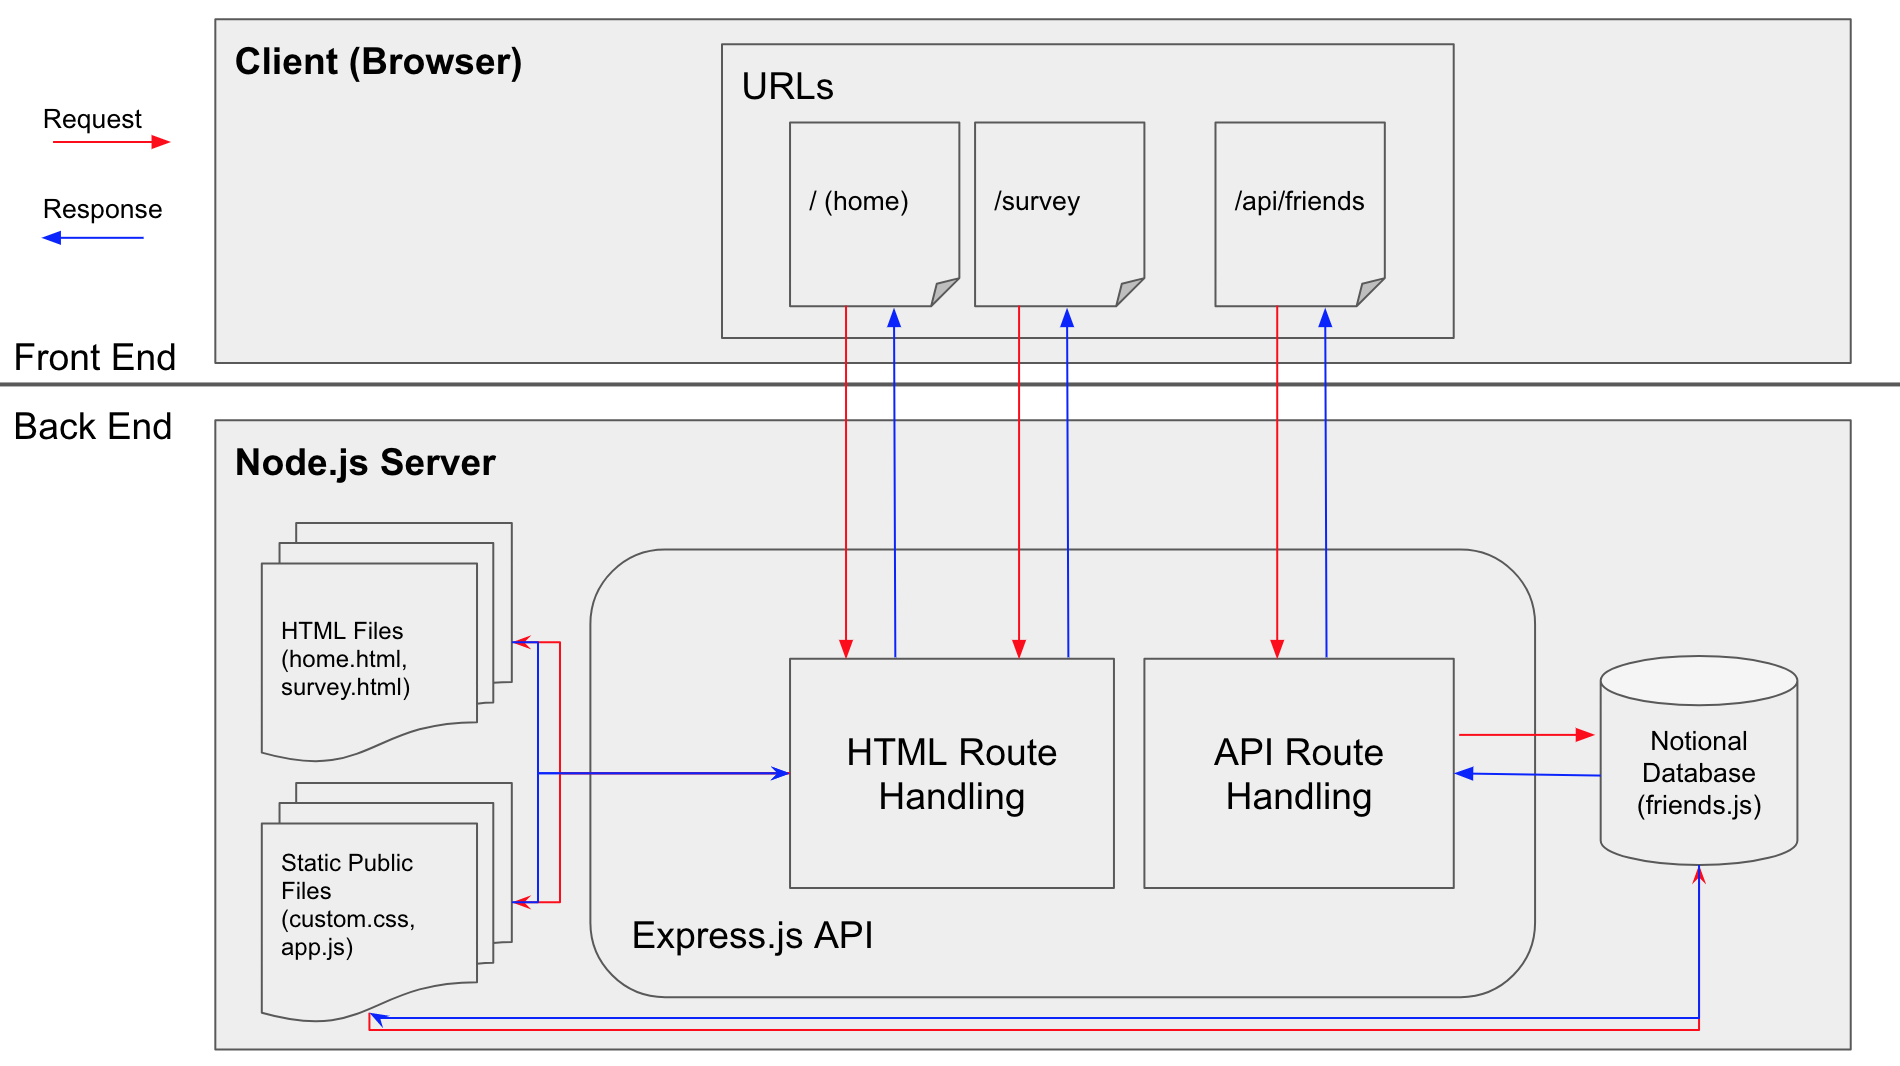 Client (Browser)
URLs
Request
Response
/ (home)
/survey
/api/friends
Front End
Back End
Node.js Server
HTML Files
(home.html,
survey.html)
Static Public
Files
(custom.css,
app.js)
HTML Route
Handling
API Route
Handling
Express.js API
Notional
Database
(friends.js)